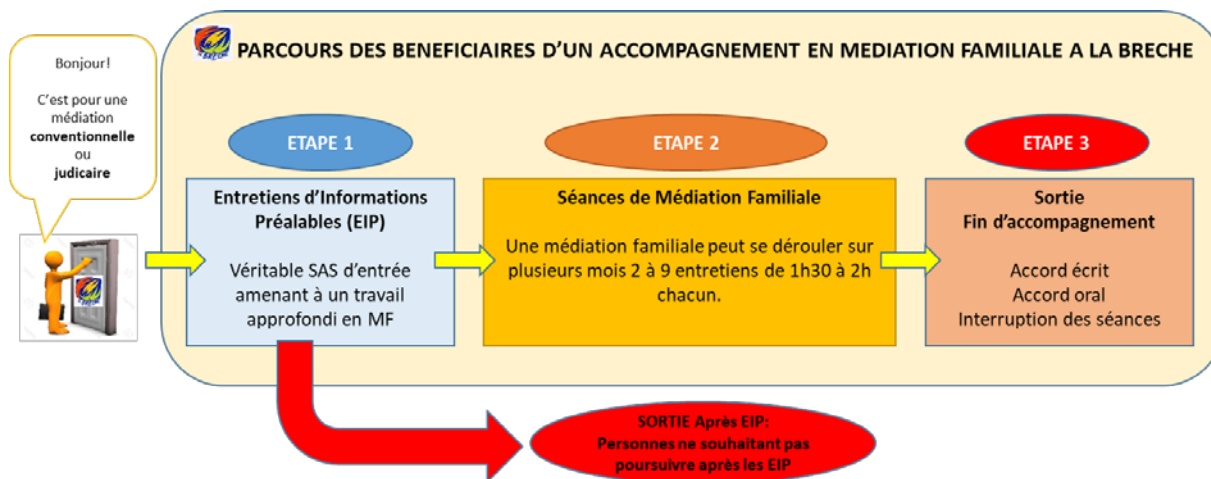 PARCOURS DES BENEFICIAIRES D'UN ACCOMPAGNEMENT EN MEDIATION FAMILIALE A LA BRECHE
Bonjour!
C'est pour une
médiation
conventionnelle
ou
judicaire
ETAPE 1
Entretiens d'Informations
Préalables (EIP)
Véritable SAS d'entrée
amenant à un travail
approfondi en MF
ETAPE 2
Séances de Médiation Familiale
Une médiation familiale peut se dérouler sur
plusieurs mois 2 à 9 entretiens de 1h30 à 2h
chacun.
ETAPE 3
Sortie
Fin d'accompagnement
Accord écrit
Accord oral
Interruption des séances
SORTIE Après EIP:
Personnes ne souhaitant pas
poursuivre après les EIP